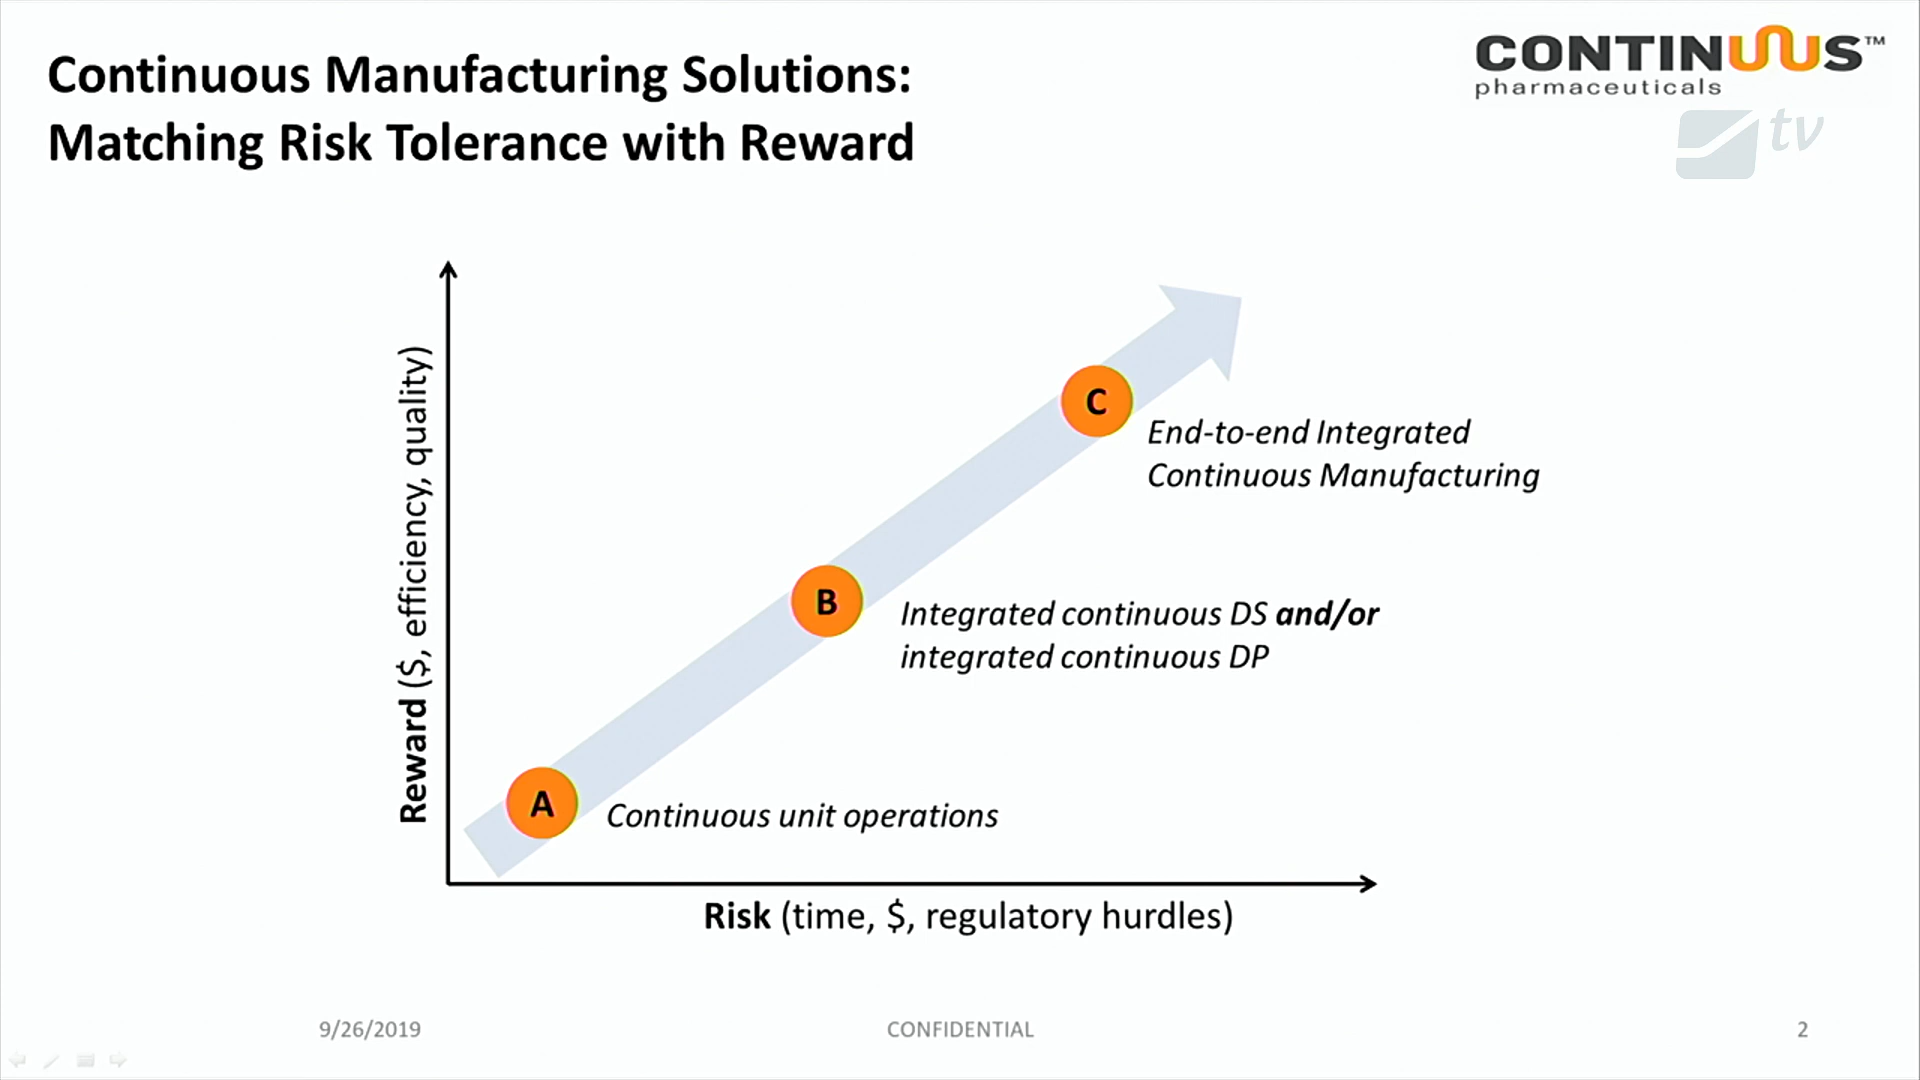 Continuous Manufacturing Solutions:
Matching Risk Tolerance with Reward
CONTINUUS™
pharmaceuticals
tv
Reward ($, efficiency, quality)
C
End-to-end Integrated
Continuous Manufacturing
B
Integrated continuous DS and/or
integrated continuous DP
A
Continuous unit operations
Risk (time, $, regulatory hurdles)
9/26/2019
CONFIDENTIAL
2